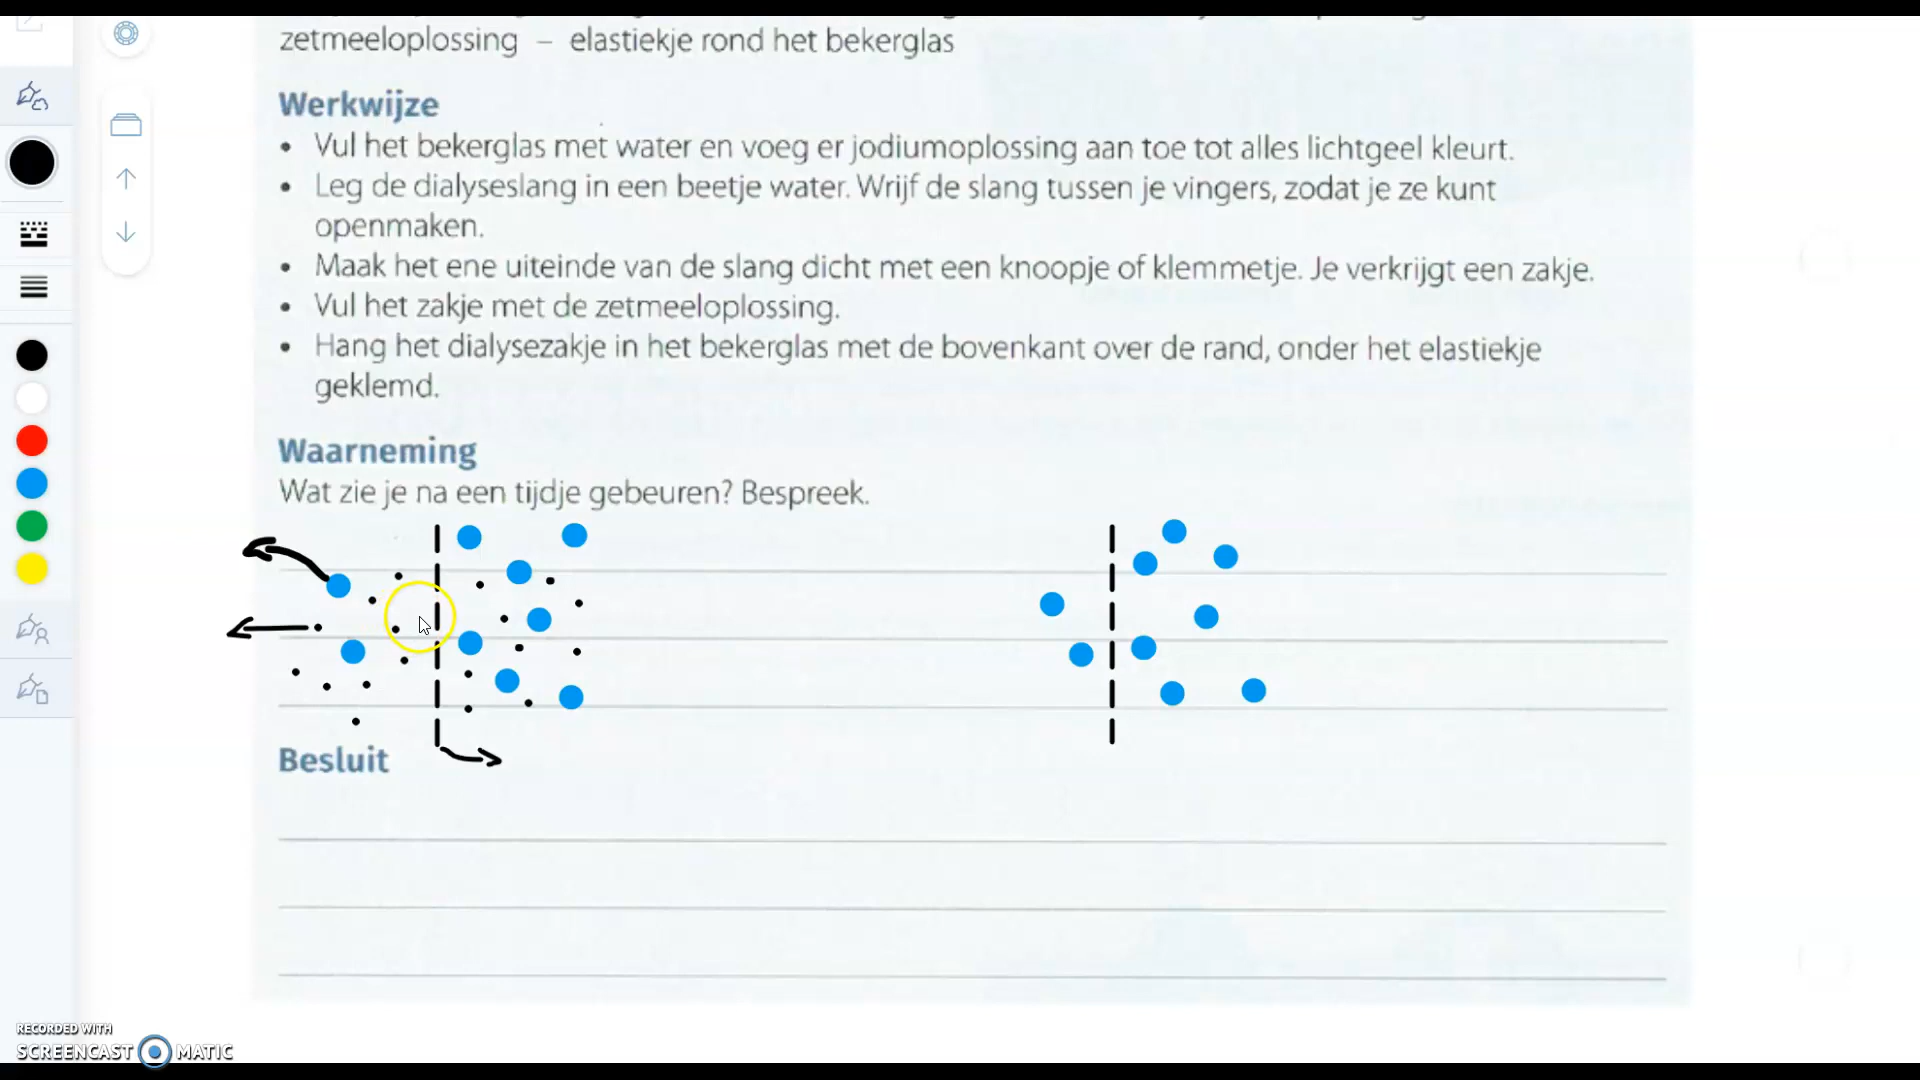 zetmeeloplossing – elastiekje rond het bekerglas
Werkwijze
• Vul het bekerglas met water en voeg er jodiumoplossing aan toe tot alles lichtgeel kleurt.
• Leg de dialyseslang in een beetje water. Wrijf de slang tussen je vingers, zodat je ze kunt
openmaken.
• Maak het ene uiteinde van de slang dicht met een knoopje of klemmetje. Je verkrijgt een zakje.
• Vul het zakje met de zetmeeloplossing.
• Hang het dialysezakje in het bekerglas met de bovenkant over de rand, onder het elastiekje
geklemd.
Waarneming
Wat zie je na een tijdje gebeuren? Bespreek.
Besluit
RECORDED WITH
SCREENCAST MATIC